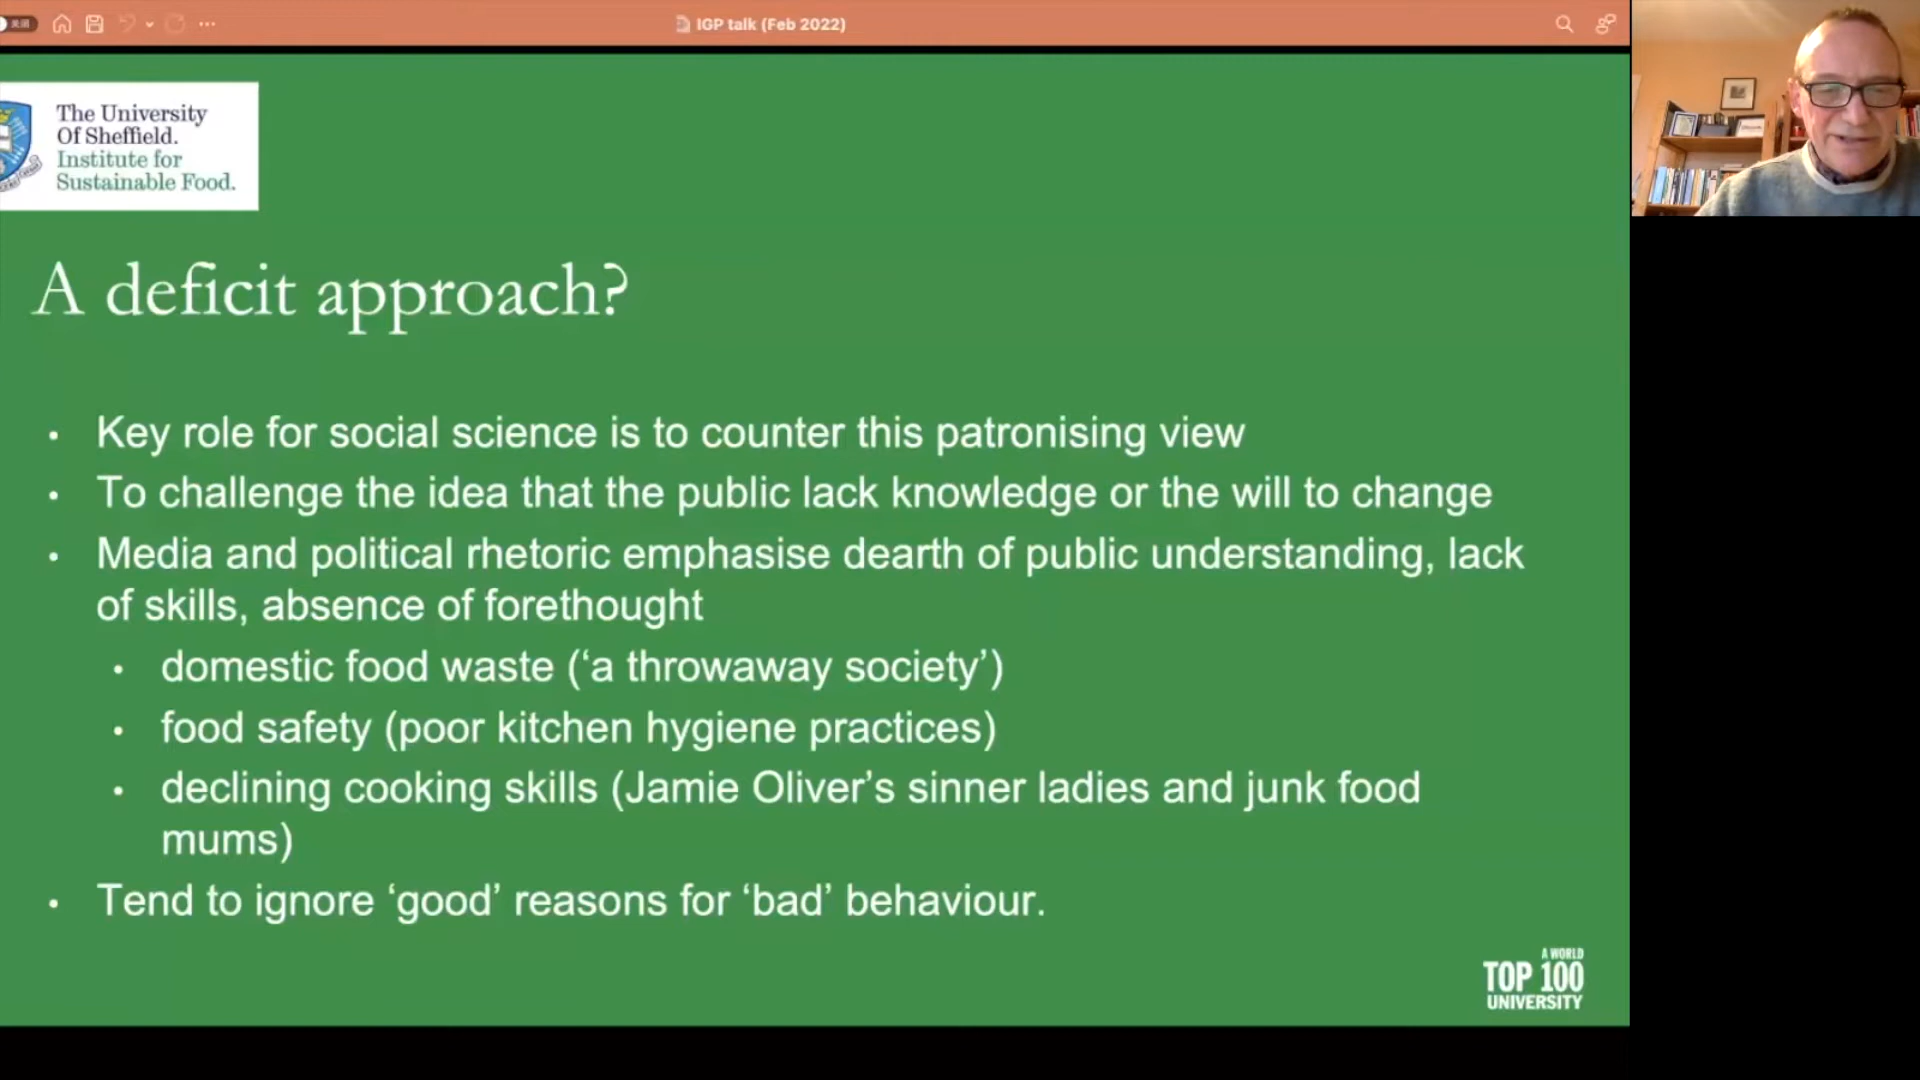 IGP talk (Feb 2022)
The University
Of Sheffield.
Institute for
Sustainable Food.
A deficit approach?
• Key role for social science is to counter this patronising view
• To challenge the idea that the public lack knowledge or the will to change
• Media and political rhetoric emphasise dearth of public understanding, lack
of skills, absence of forethought
• domestic food waste (‘a throwaway society’)
• food safety (poor kitchen hygiene practices)
• declining cooking skills (Jamie Oliver’s sinner ladies and junk food
mums)
• Tend to ignore ‘good’ reasons for ‘bad’ behaviour.
A WORLD
TOP 100
UNIVERSITY